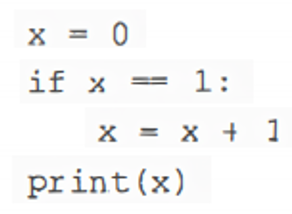 x = 0
if x == 1:
    x = x + 1
print(x)